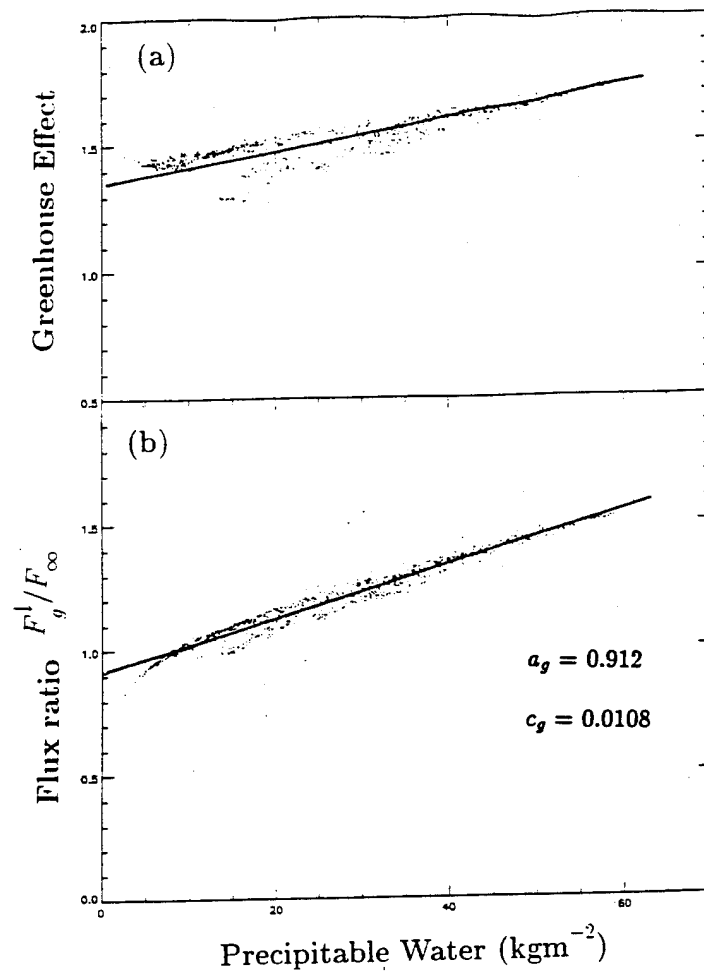 2.0
(a)
1.5
1.0
0.5
Greenhouse Effect
(b)
1.5
1.0
0.5
0.0
Flux ratio F_g^↓/F_∞
a_g = 0.912
c_g = 0.0108
0 20 40 60
Precipitable Water (kgm⁻²)